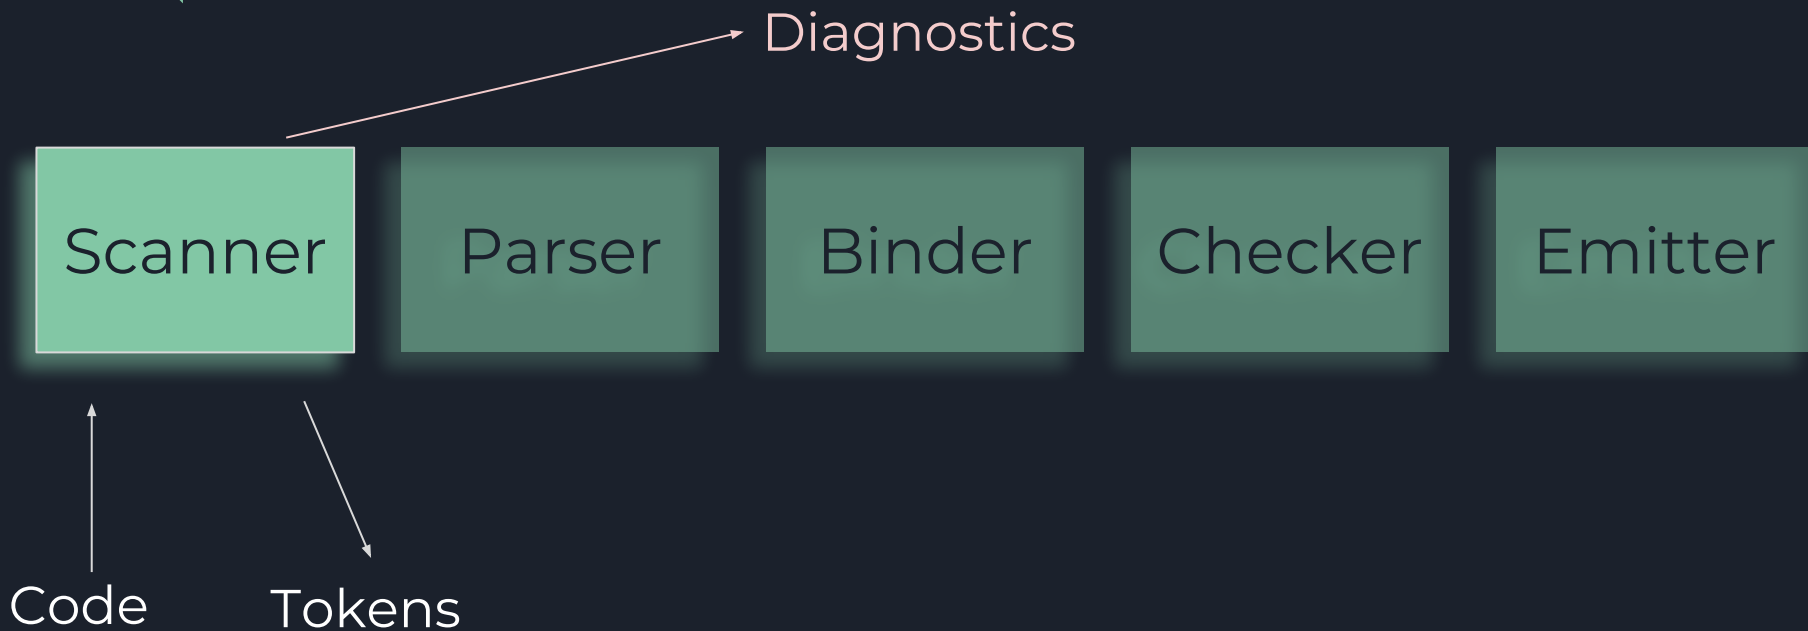 Diagnostics
Scanner
Parser
Binder
Checker
Emitter
Code
Tokens